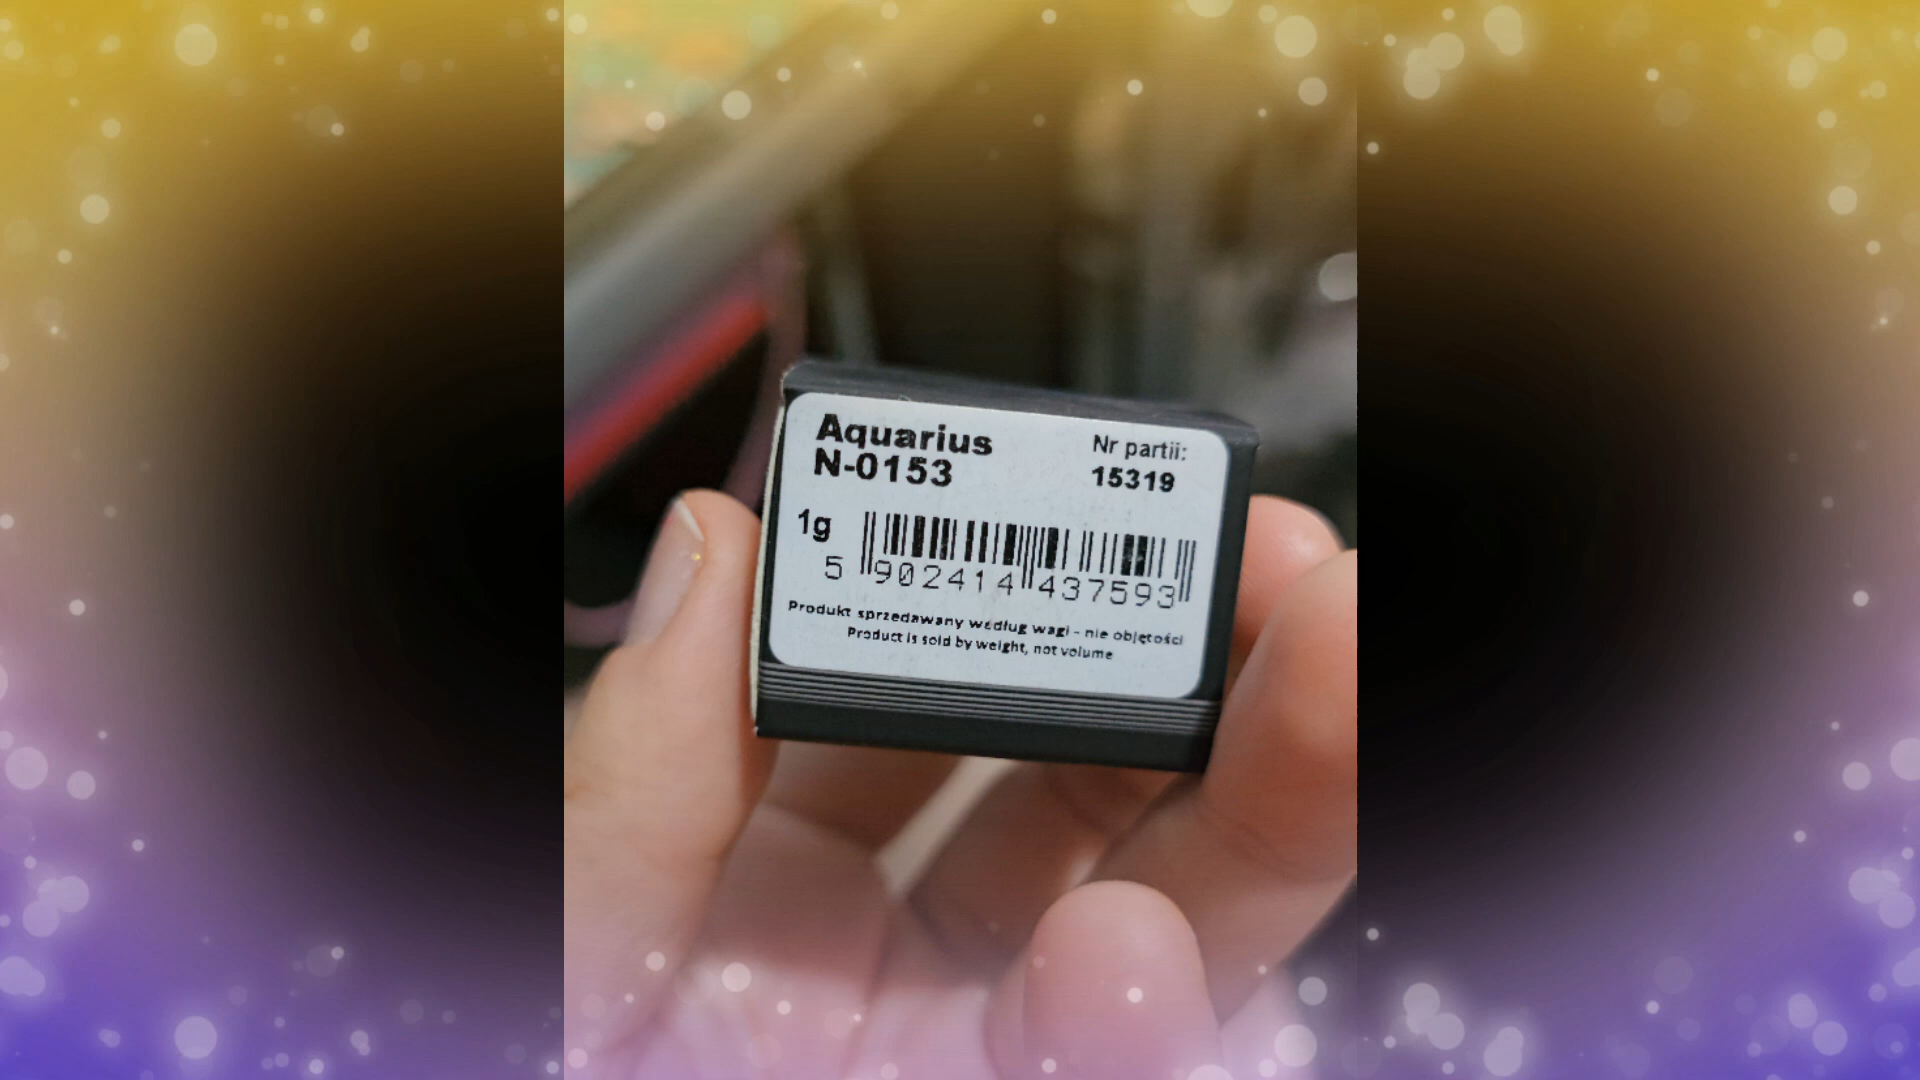 Aquarius
N-0153
Nr partii:
15319
1g
5 902414 437593
Produkt sprzedawany według wagi - nie objętości
Product is sold by weight, not volume